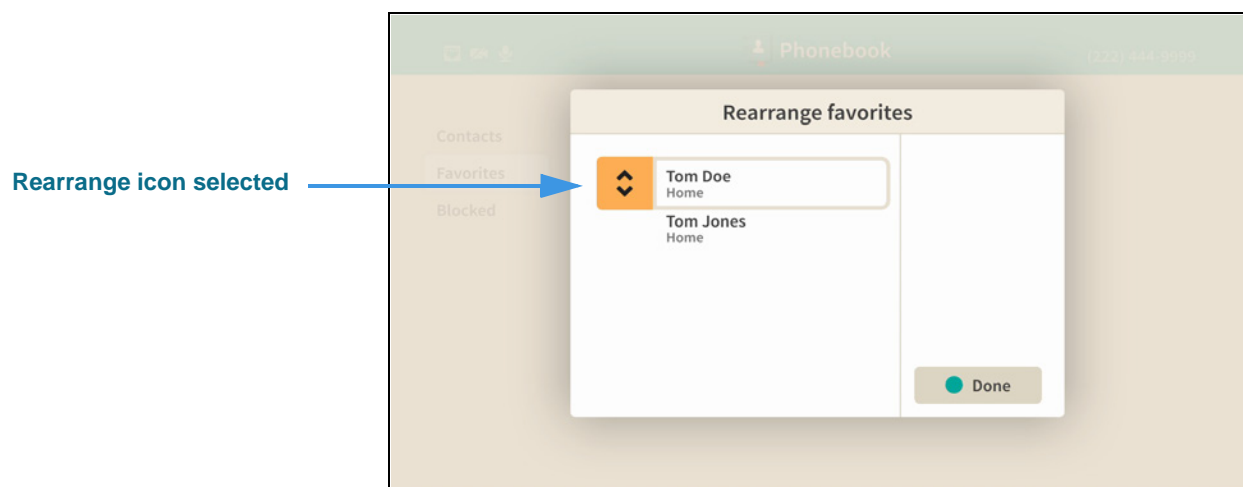 Phonebook
(222) 444-9999
Rearrange favorites
Contacts
Favorites
Blocked
Rearrange icon selected
Tom Doe
Home
Tom Jones
Home
Done